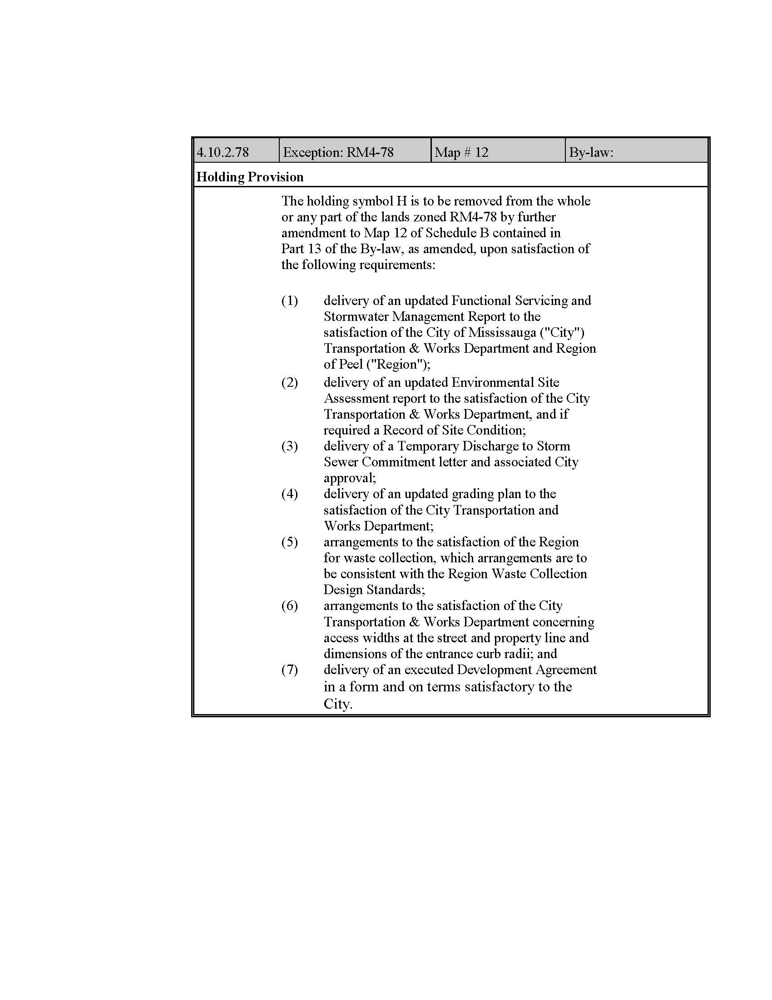 4.10.2.78 Exception: RM4-78 Map # 12 By-law:
Holding Provision
The holding symbol H is to be removed from the whole
or any part of the lands zoned RM4-78 by further
amendment to Map 12 of Schedule B contained in
Part 13 of the By-law, as amended, upon satisfaction of
the following requirements:
(1) delivery of an updated Functional Servicing and
Stormwater Management Report to the
satisfaction of the City of Mississauga ("City")
Transportation & Works Department and Region
of Peel ("Region");
(2) delivery of an updated Environmental Site
Assessment report to the satisfaction of the City
Transportation & Works Department, and if
required a Record of Site Condition;
(3) delivery of a Temporary Discharge to Storm
Sewer Commitment letter and associated City
approval;
(4) delivery of an updated grading plan to the
satisfaction of the City Transportation and
Works Department;
(5) arrangements to the satisfaction of the Region
for waste collection, which arrangements are to
be consistent with the Region Waste Collection
Design Standards;
(6) arrangements to the satisfaction of the City
Transportation & Works Department concerning
access widths at the street and property line and
dimensions of the entrance curb radii; and
(7) delivery of an executed Development Agreement
in a form and on terms satisfactory to the
City.